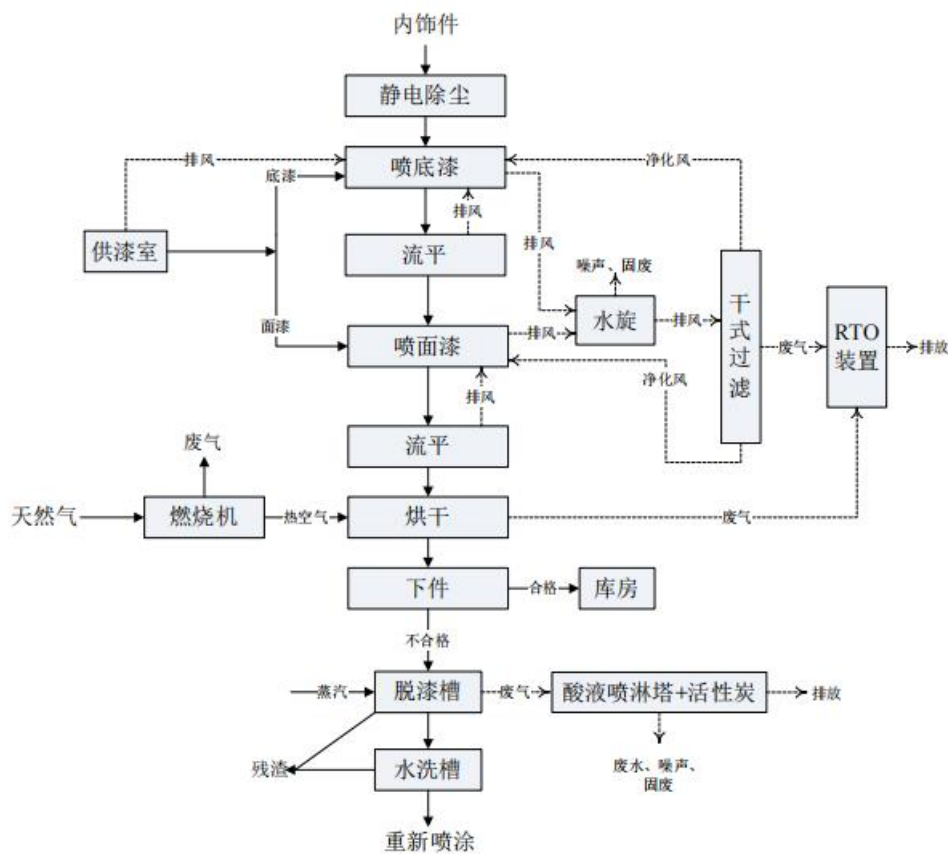 内饰件
静电除尘
排风
净化风
底漆
喷底漆
排风
排风
供漆室
流平
噪声、固废
面漆
水旋
排风
干式过滤
废气
RTO
装置
排放
排风
喷面漆
净化风
排风
废气
流平
天然气
燃烧机
热空气
烘干
废气
下件
合格
库房
不合格
蒸汽
脱漆槽
废气
酸液喷淋塔+活性炭
排放
残渣
水洗槽
废水、噪声、
固废
重新喷涂